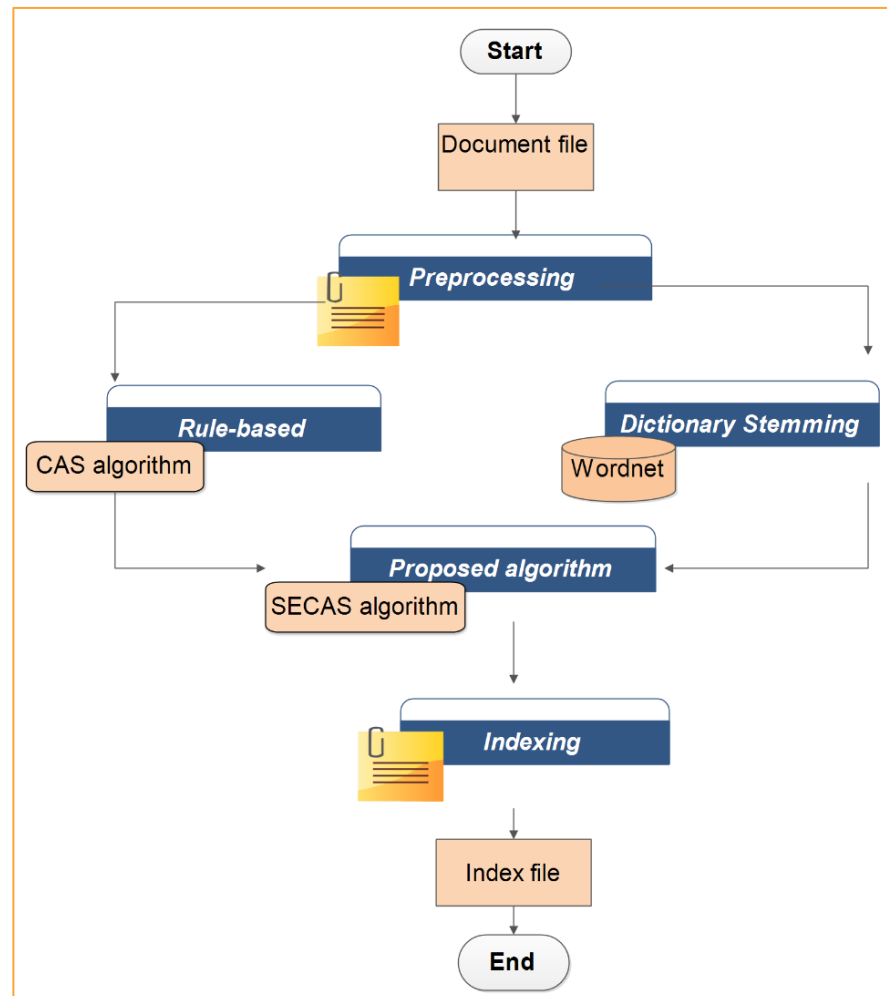 Start
Document file
Preprocessing
Rule-based
CAS algorithm
Dictionary Stemming
Wordnet
Proposed algorithm
SECAS algorithm
Indexing
Index file
End